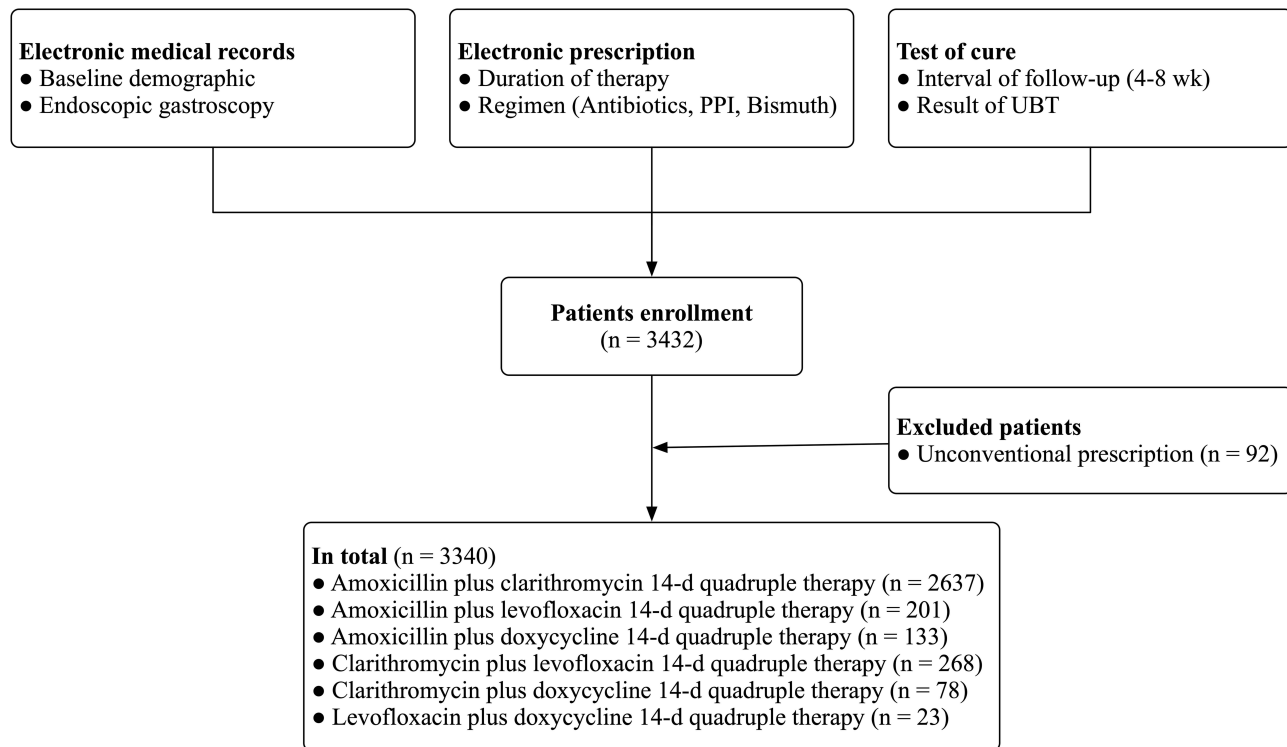 Electronic medical records
● Baseline demographic
● Endoscopic gastroscopy
Electronic prescription
● Duration of therapy
● Regimen (Antibiotics, PPI, Bismuth)
Test of cure
● Interval of follow-up (4-8 wk)
● Result of UBT
Patients enrollment
(n = 3432)
Excluded patients
● Unconventional prescription (n = 92)
In total (n = 3340)
● Amoxicillin plus clarithromycin 14-d quadruple therapy (n = 2637)
● Amoxicillin plus levofloxacin 14-d quadruple therapy (n = 201)
● Amoxicillin plus doxycycline 14-d quadruple therapy (n = 133)
● Clarithromycin plus levofloxacin 14-d quadruple therapy (n = 268)
● Clarithromycin plus doxycycline 14-d quadruple therapy (n = 78)
● Levofloxacin plus doxycycline 14-d quadruple therapy (n = 23)